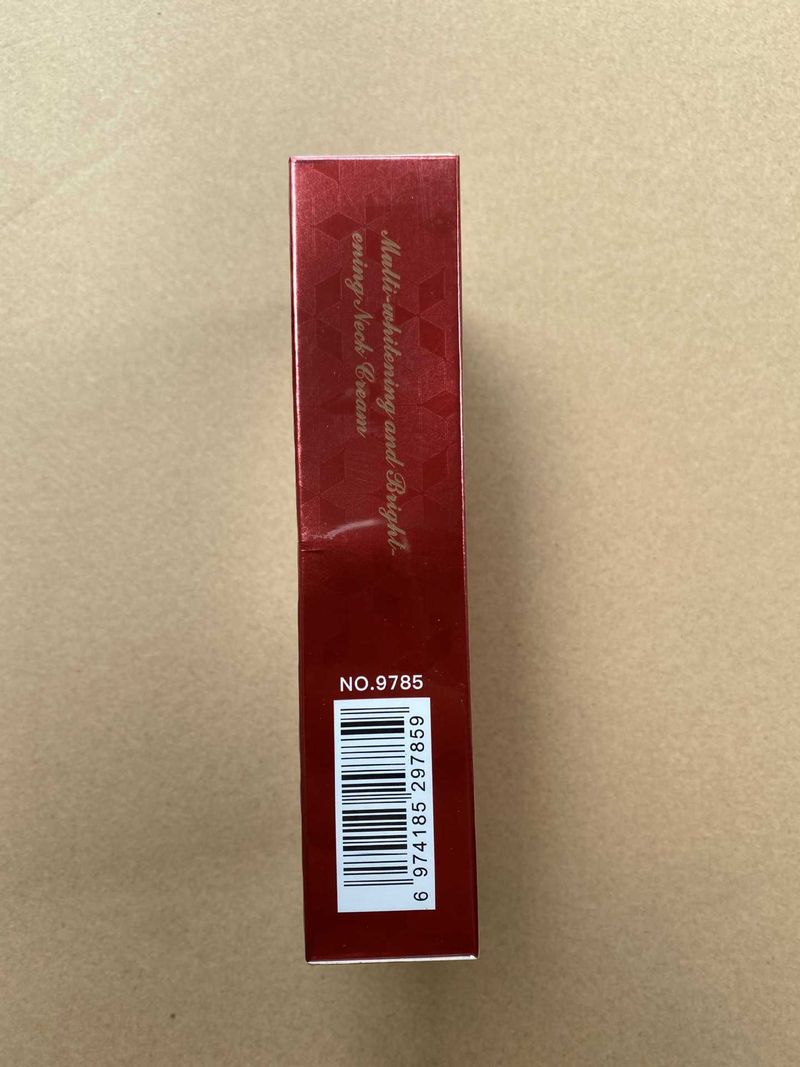 Multi-whitening and Bright-
ening Neck Cream
NO.9785
6 974185 297859